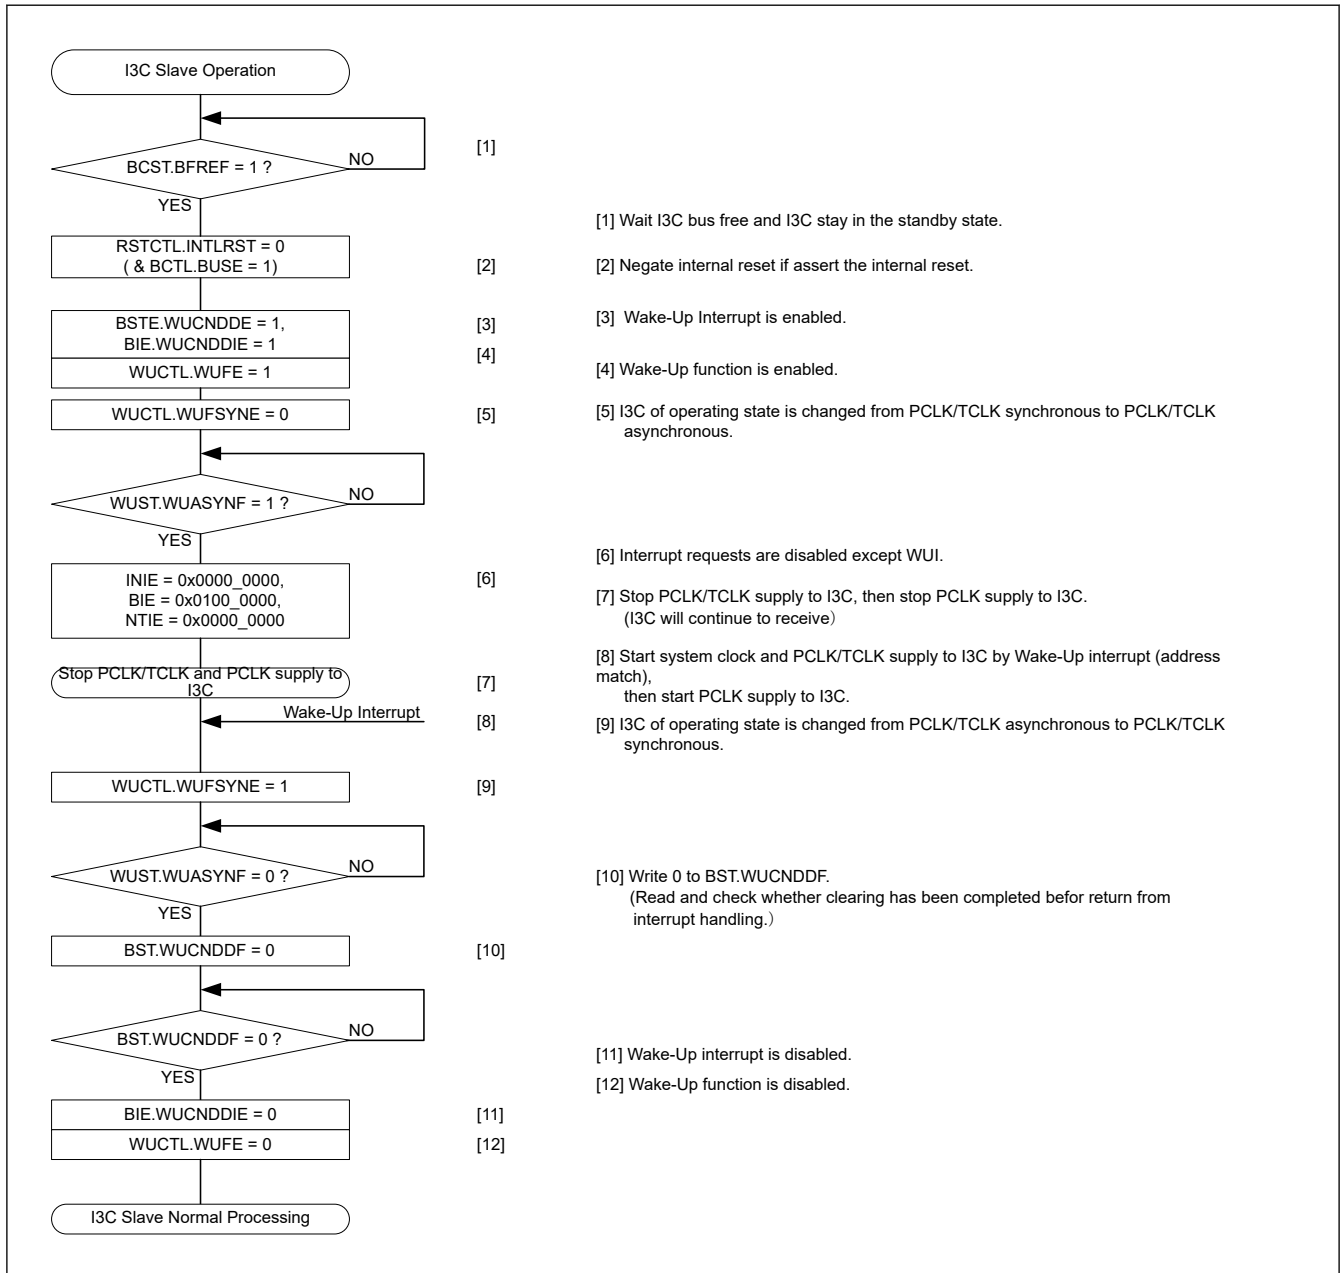 I3C Slave Operation
BCST.BFREF = 1 ?
NO
[1]
YES
RSTCTL.INTLRST = 0
( & BCTL.BUSE = 1)
[2]
BSTE.WUCNDDE = 1,
BIE.WUCNDDIE = 1
[3]
[4]
WUCTL.WUFE = 1
WUCTL.WUFSYNE = 0
[5]
WUST.WUASYNF = 1 ?
NO
YES
INIE = 0x0000_0000,
BIE = 0x0100_0000,
NTIE = 0x0000_0000
[6]
Stop PCLK/TCLK and PCLK supply to
I3C
[7]
Wake-Up Interrupt
[8]
WUCTL.WUFSYNE = 1
[9]
WUST.WUASYNF = 0 ?
NO
YES
BST.WUCNDDF = 0
[10]
BST.WUCNDDF = 0 ?
NO
YES
BIE.WUCNDDIE = 0
[11]
WUCTL.WUFE = 0
[12]
I3C Slave Normal Processing
[1] Wait I3C bus free and I3C stay in the standby state.
[2] Negate internal reset if assert the internal reset.
[3] Wake-Up Interrupt is enabled.
[4] Wake-Up function is enabled.
[5] I3C of operating state is changed from PCLK/TCLK synchronous to PCLK/TCLK
asynchronous.
[6] Interrupt requests are disabled except WUI.
[7] Stop PCLK/TCLK supply to I3C, then stop PCLK supply to I3C.
(I3C will continue to receive）
[8] Start system clock and PCLK/TCLK supply to I3C by Wake-Up interrupt (address
match),
then start PCLK supply to I3C.
[9] I3C of operating state is changed from PCLK/TCLK asynchronous to PCLK/TCLK
synchronous.
[10] Write 0 to BST.WUCNDDF.
(Read and check whether clearing has been completed befor return from
interrupt handling.）
[11] Wake-Up interrupt is disabled.
[12] Wake-Up function is disabled.